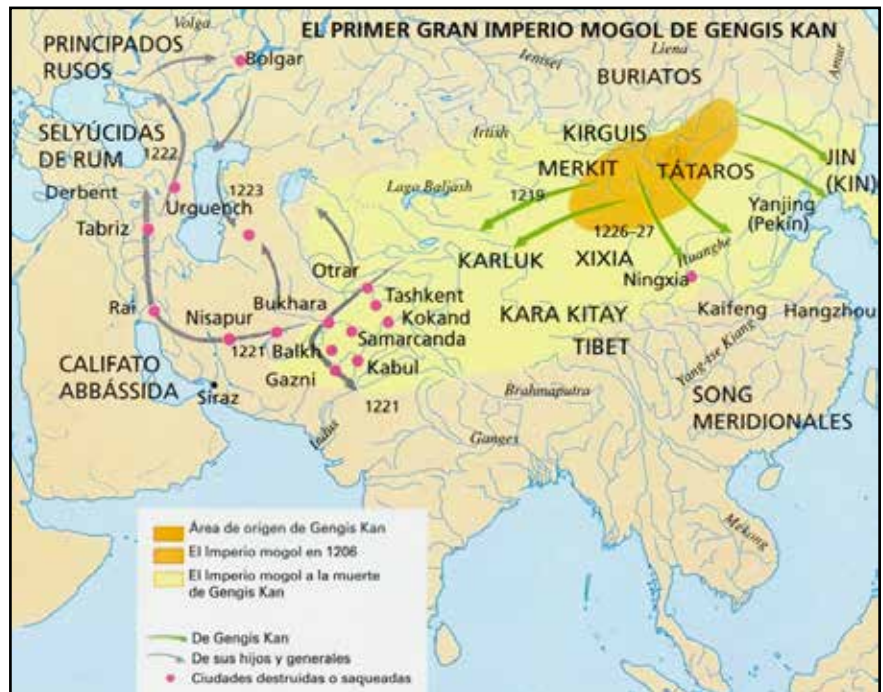 EL PRIMER GRAN IMPERIO MOGOL DE GENGIS KAN
Volga
PRINCIPADOS
RUSOS
Bolgar
Ienisei
Liena
Amur
BURIATOS
SELYÚCIDAS
DE RUM
1222
Irtish
KIRGUIS
MERKIT
TÁTAROS
JIN
(KIN)
Derbent
1223
Urguench
Lago Baljash
1219
Yanjing
(Pekín)
Tabriz
1226–27
Otrar
KARLUK
XIXIA
Huanghe
Ningxia
Rai
Nisapur
Bukhara
Tashkent
Kokand
KARA KITAY
Kaifeng
Hangzhou
1221
Balkh
Samarcanda
TIBET
Yang-tse Kiang
CALIFATO
ABBÁSSIDA
Gazni
Kabul
Siraz
1221
Brahmaputra
SONG
MERIDIONALES
Indus
Ganges
Mekong
Área de origen de Gengis Kan
El Imperio mogol en 1206
El Imperio mogol a la muerte
de Gengis Kan
De Gengis Kan
De sus hijos y generales
Ciudades destruidas o saqueadas